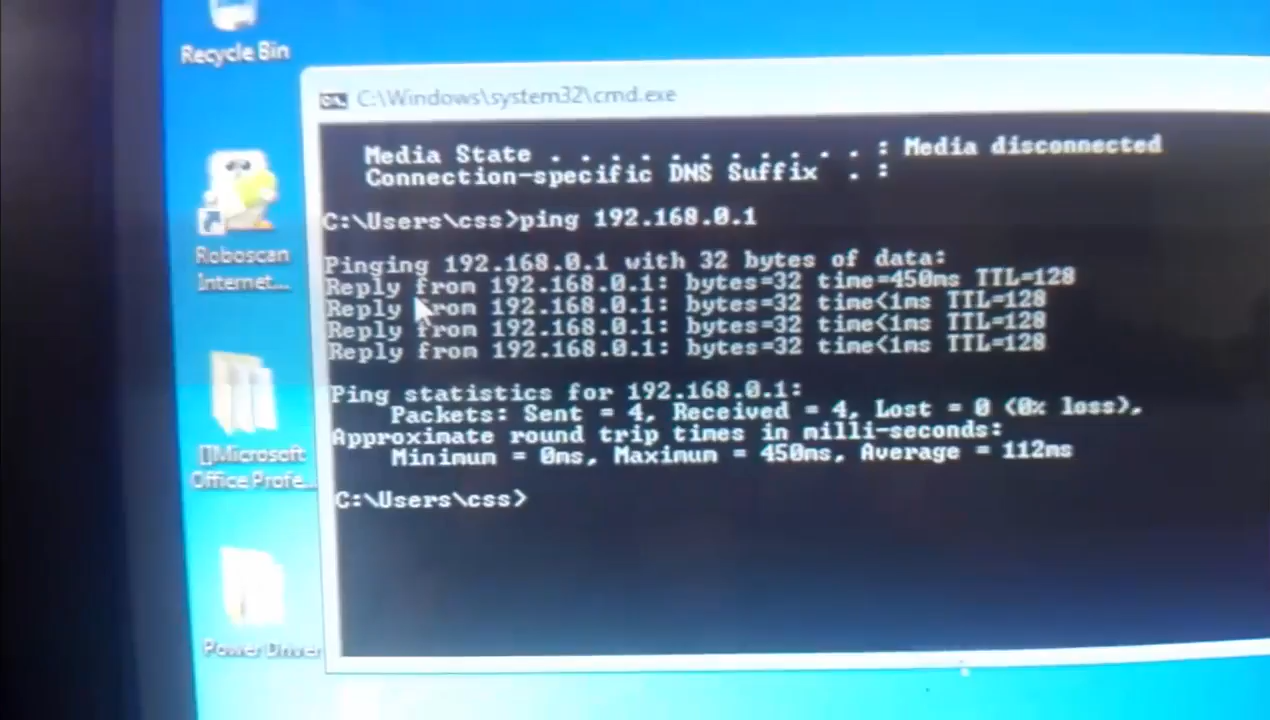 Recycle Bin
C:\Windows\system32\cmd.exe
Media State . . . . . . . . . . . : Media disconnected
Connection-specific DNS Suffix  . :
C:\Users\css>ping 192.168.0.1
Pinging 192.168.0.1 with 32 bytes of data:
Reply from 192.168.0.1: bytes=32 time=450ms TTL=128
Reply from 192.168.0.1: bytes=32 time<1ms TTL=128
Reply from 192.168.0.1: bytes=32 time<1ms TTL=128
Reply from 192.168.0.1: bytes=32 time<1ms TTL=128
Ping statistics for 192.168.0.1:
Packets: Sent = 4, Received = 4, Lost = 0 (0% loss),
Approximate round trip times in milli-seconds:
Minimum = 0ms, Maximum = 450ms, Average = 112ms
C:\Users\css>
Roboscan
Internet...
[]Microsoft
Office Profe...
Power Driver